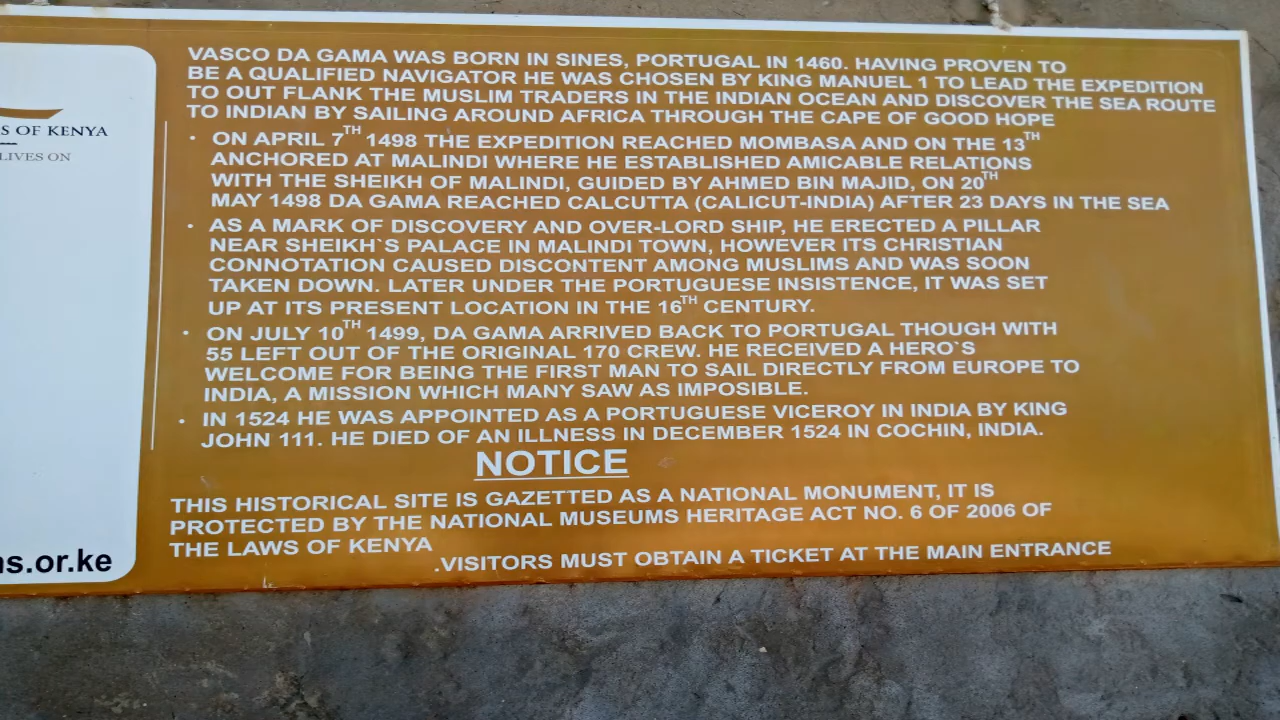 S OF KENYA
LIVES ON
ns.or.ke
VASCO DA GAMA WAS BORN IN SINES, PORTUGAL IN 1460. HAVING PROVEN TO
BE A QUALIFIED NAVIGATOR HE WAS CHOSEN BY KING MANUEL 1 TO LEAD THE EXPEDITION
TO OUT FLANK THE MUSLIM TRADERS IN THE INDIAN OCEAN AND DISCOVER THE SEA ROUTE
TO INDIAN BY SAILING AROUND AFRICA THROUGH THE CAPE OF GOOD HOPE
• ON APRIL 7TH 1498 THE EXPEDITION REACHED MOMBASA AND ON THE 13TH
ANCHORED AT MALINDI WHERE HE ESTABLISHED AMICABLE RELATIONS
WITH THE SHEIKH OF MALINDI, GUIDED BY AHMED BIN MAJID, ON 20TH
MAY 1498 DA GAMA REACHED CALCUTTA (CALICUT-INDIA) AFTER 23 DAYS IN THE SEA
• AS A MARK OF DISCOVERY AND OVER-LORD SHIP, HE ERECTED A PILLAR
NEAR SHEIKH`S PALACE IN MALINDI TOWN, HOWEVER ITS CHRISTIAN
CONNOTATION CAUSED DISCONTENT AMONG MUSLIMS AND WAS SOON
TAKEN DOWN. LATER UNDER THE PORTUGUESE INSISTENCE, IT WAS SET
UP AT ITS PRESENT LOCATION IN THE 16TH CENTURY.
• ON JULY 10TH 1499, DA GAMA ARRIVED BACK TO PORTUGAL THOUGH WITH
55 LEFT OUT OF THE ORIGINAL 170 CREW. HE RECEIVED A HERO`S
WELCOME FOR BEING THE FIRST MAN TO SAIL DIRECTLY FROM EUROPE TO
INDIA, A MISSION WHICH MANY SAW AS IMPOSIBLE.
• IN 1524 HE WAS APPOINTED AS A PORTUGUESE VICEROY IN INDIA BY KING
JOHN 111. HE DIED OF AN ILLNESS IN DECEMBER 1524 IN COCHIN, INDIA.
NOTICE
THIS HISTORICAL SITE IS GAZETTED AS A NATIONAL MONUMENT, IT IS
PROTECTED BY THE NATIONAL MUSEUMS HERITAGE ACT NO. 6 OF 2006 OF
THE LAWS OF KENYA
.VISITORS MUST OBTAIN A TICKET AT THE MAIN ENTRANCE